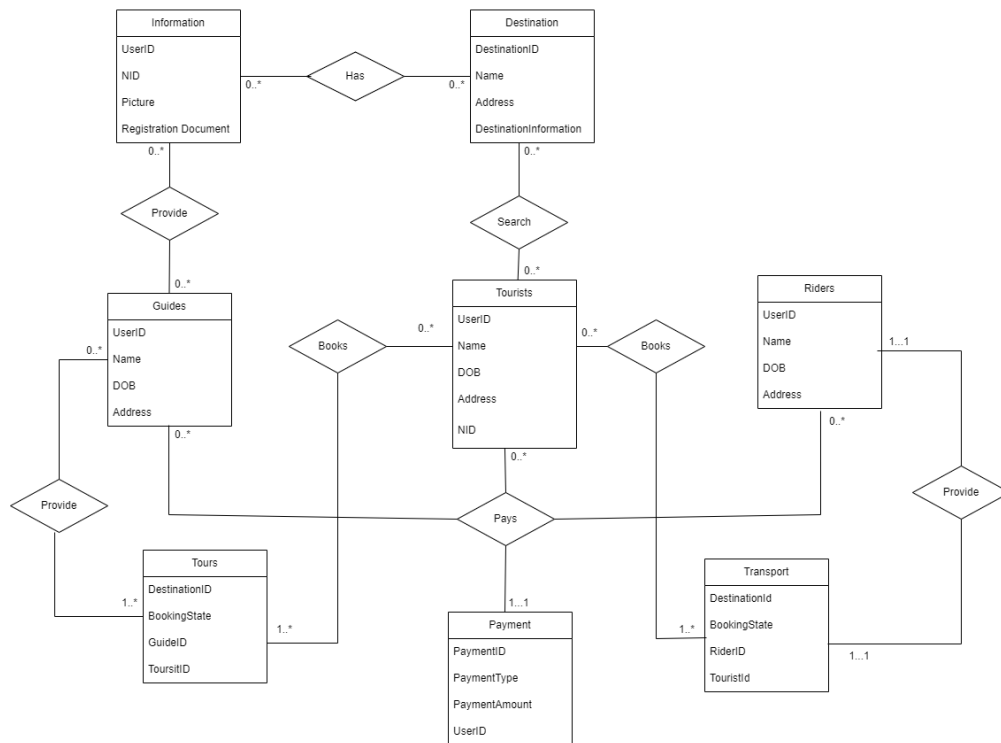 Information
UserID
NID
Picture
Registration Document
Destination
DestinationID
Name
Address
DestinationInformation
Has
0..*
0..*
0..*
0..*
Provide
Search
0..*
0..*
Guides
UserID
Name
DOB
Address
0..*
0..*
Books
0..*
Tourists
UserID
Name
DOB
Address
NID
0..*
0..*
Books
Riders
UserID
Name
DOB
Address
1...1
0..*
Provide
Pays
Provide
Tours
DestinationID
BookingState
GuideID
ToursitID
1..*
1..*
1...1
Payment
PaymentID
PaymentType
PaymentAmount
UserID
Transport
DestinationId
BookingState
RiderID
TouristId
1..*
1...1